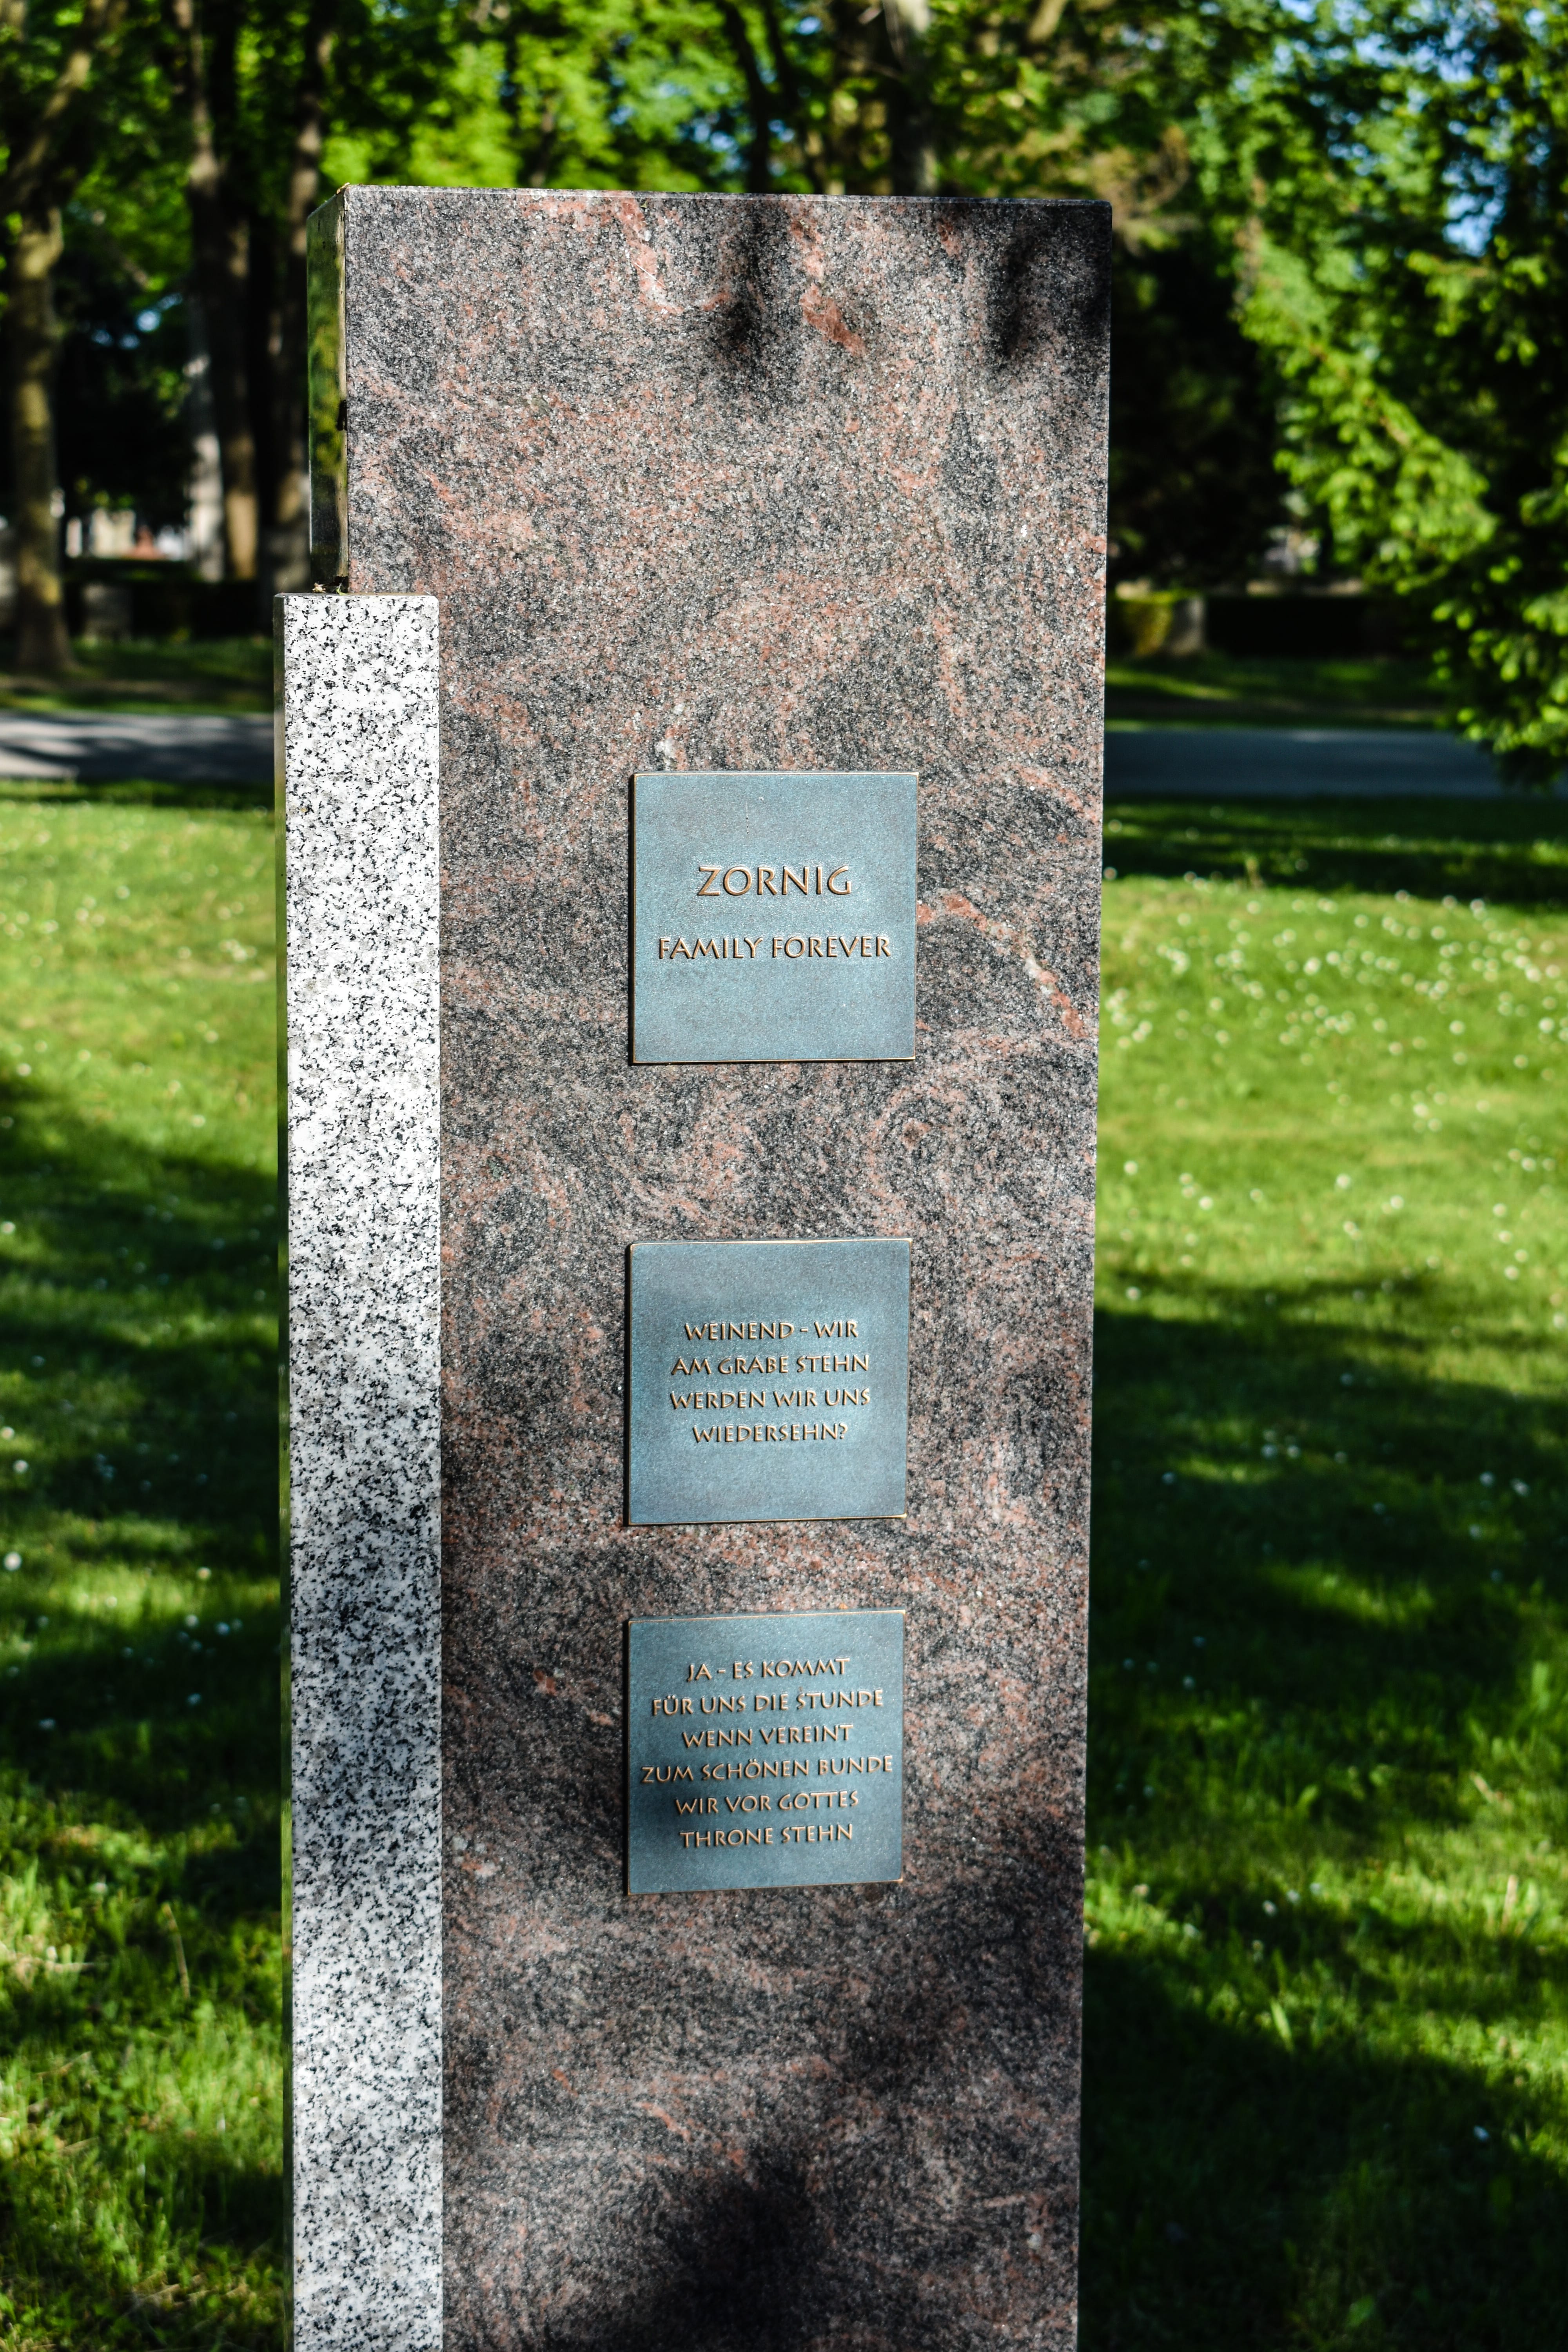 ZORNIG
FAMILY FOREVER
WEINEND - WIR
AM GRABE STEHN
WERDEN WIR UNS
WIEDERSEHN?
JA - ES KOMMT
FÜR UNS DIE STUNDE
WENN VEREINT
ZUM SCHÖNEN BUNDE
WIR VOR GOTTES
THRONE STEHN